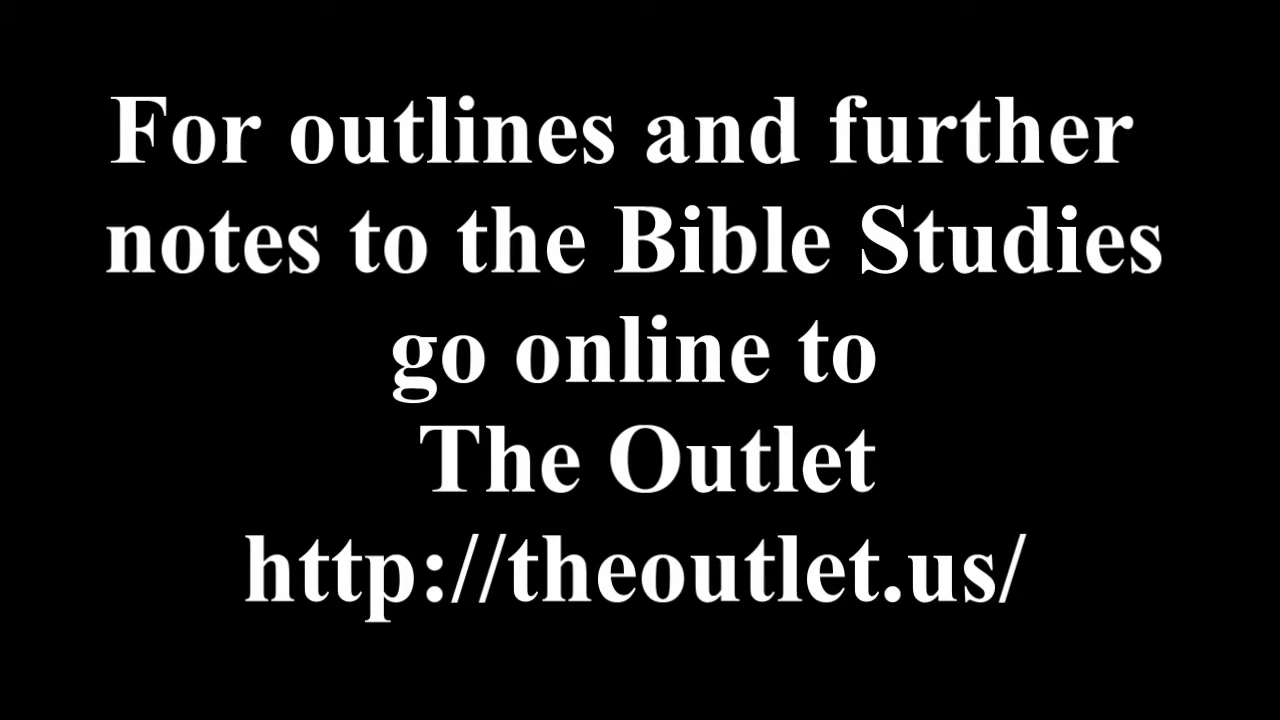 For outlines and further
notes to the Bible Studies
go online to
The Outlet
http://theoutlet.us/